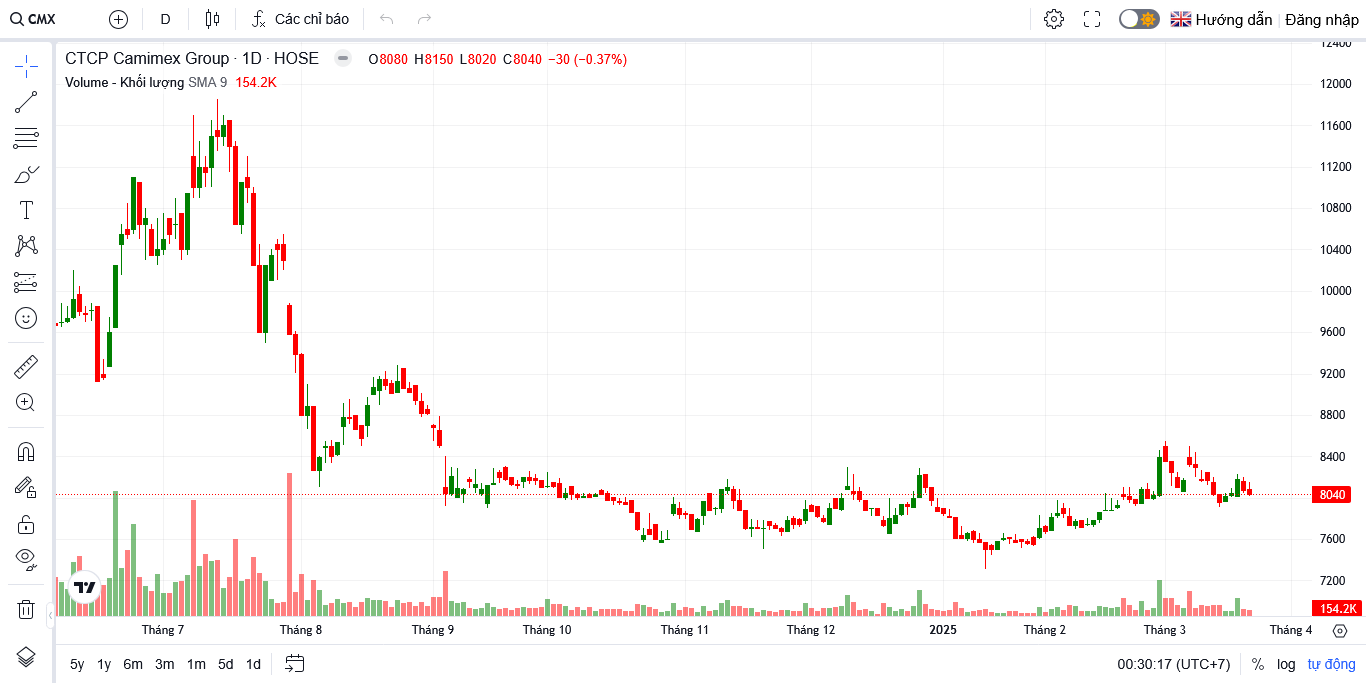 CMX D Các chỉ báo Hướng dẫn Đăng nhập
CTCP Camimex Group · 1D · HOSE O8080 H8150 L8020 C8040 −30 (−0.37%)
Volume - Khối lượng SMA 9 154.2K
12400
12000
11600
11200
10800
10400
10000
9600
9200
8800
8400
8040
7600
7200
154.2K
Tháng 7 Tháng 8 Tháng 9 Tháng 10 Tháng 11 Tháng 12 2025 Tháng 2 Tháng 3 Tháng 4
5y 1y 6m 3m 1m 5d 1d 00:30:17 (UTC+7) % log tự động